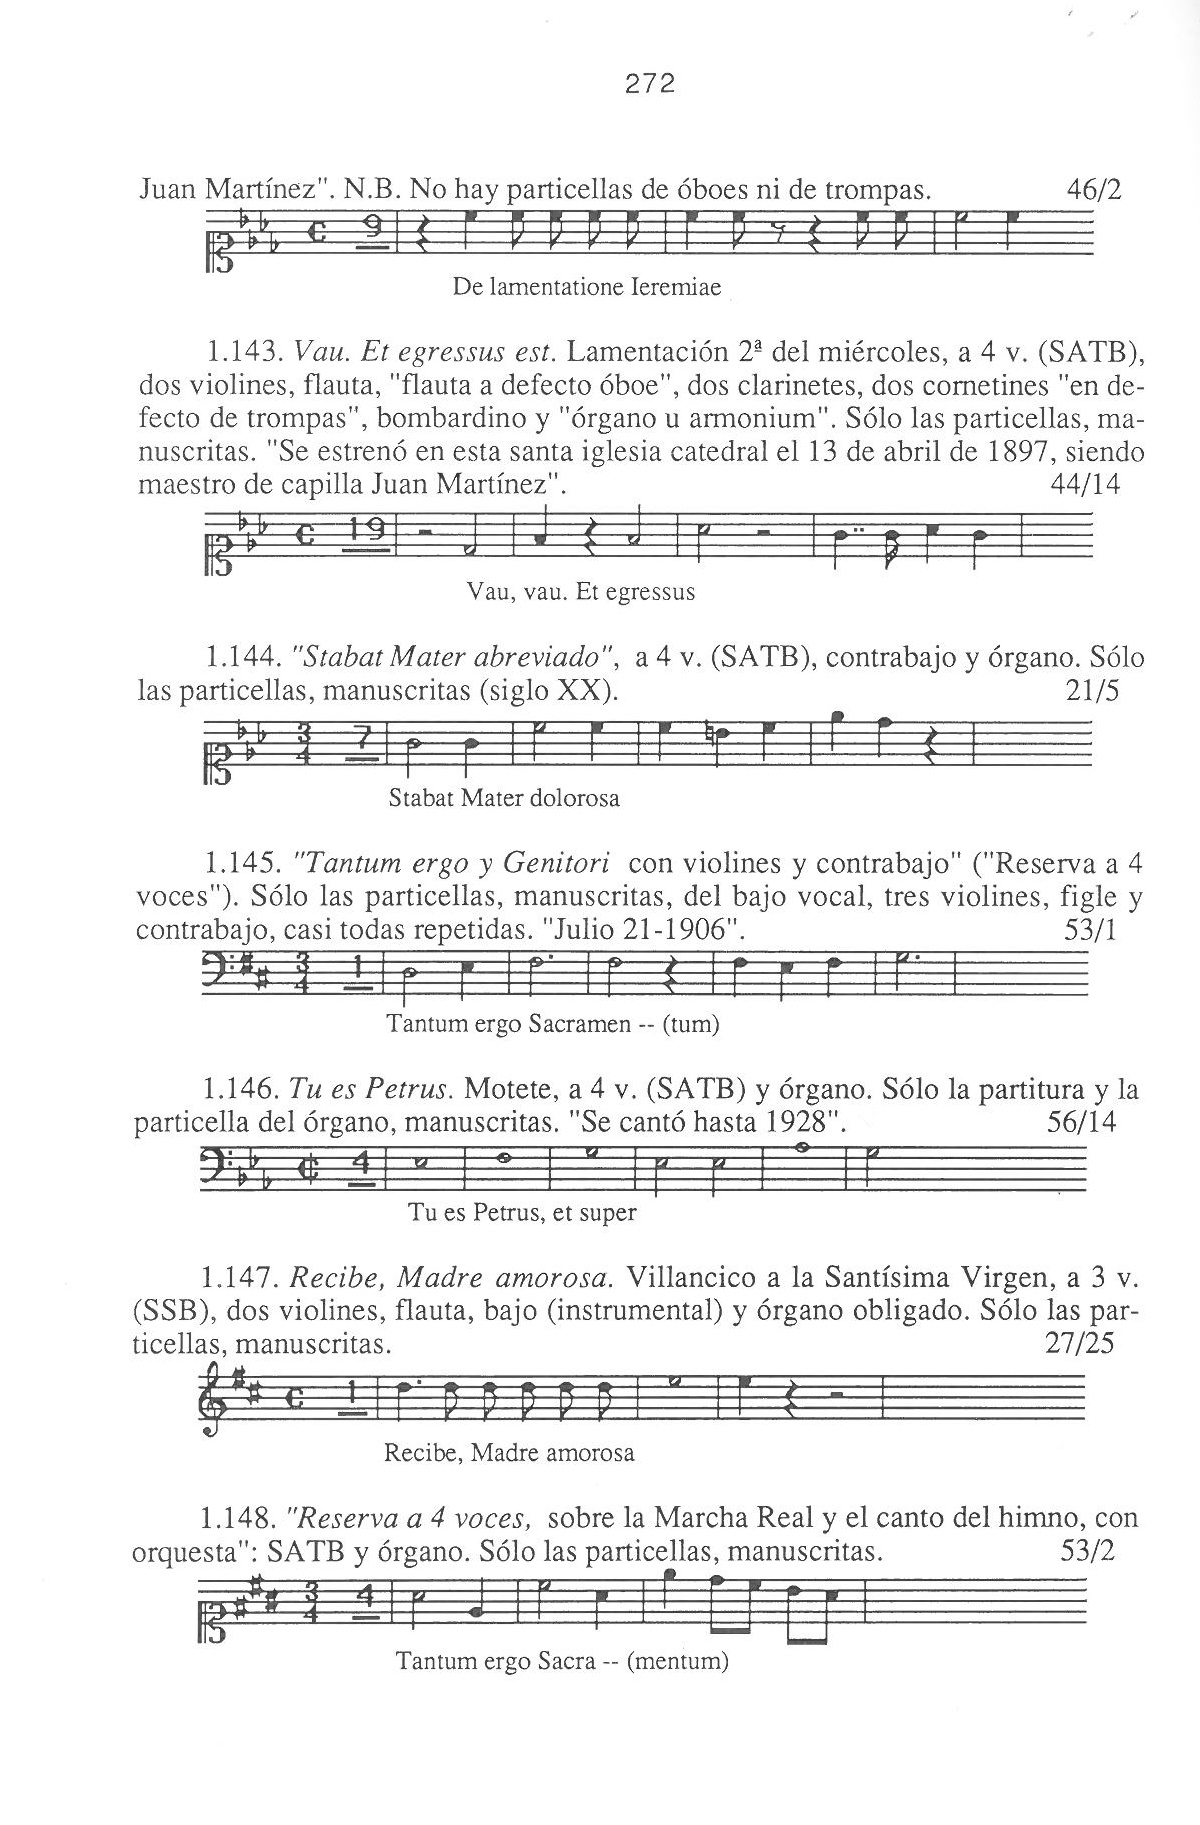 272
Juan Martínez". N.B. No hay particellas de óboes ni de trompas. 46/2
9
De lamentatione Ieremiae
1.143. Vau. Et egressus est. Lamentación 2ª del miércoles, a 4 v. (SATB),
dos violines, flauta, "flauta a defecto óboe", dos clarinetes, dos cornetines "en de-
fecto de trompas", bombardino y "órgano u armonium". Sólo las particellas, ma-
nuscritas. "Se estrenó en esta santa iglesia catedral el 13 de abril de 1897, siendo
maestro de capilla Juan Martínez". 44/14
19
Vau, vau. Et egressus
1.144. "Stabat Mater abreviado", a 4 v. (SATB), contrabajo y órgano. Sólo
las particellas, manuscritas (siglo XX). 21/5
3/4 7
Stabat Mater dolorosa
1.145. "Tantum ergo y Genitori con violines y contrabajo" ("Reserva a 4
voces"). Sólo las particellas, manuscritas, del bajo vocal, tres violines, figle y
contrabajo, casi todas repetidas. "Julio 21-1906". 53/1
3/4 1
Tantum ergo Sacramen -- (tum)
1.146. Tu es Petrus. Motete, a 4 v. (SATB) y órgano. Sólo la partitura y la
particella del órgano, manuscritas. "Se cantó hasta 1928". 56/14
4
Tu es Petrus, et super
1.147. Recibe, Madre amorosa. Villancico a la Santísima Virgen, a 3 v.
(SSB), dos violines, flauta, bajo (instrumental) y órgano obligado. Sólo las par-
ticellas, manuscritas. 27/25
1
Recibe, Madre amorosa
1.148. "Reserva a 4 voces, sobre la Marcha Real y el canto del himno, con
orquesta": SATB y órgano. Sólo las particellas, manuscritas. 53/2
3/4 4
Tantum ergo Sacra -- (mentum)